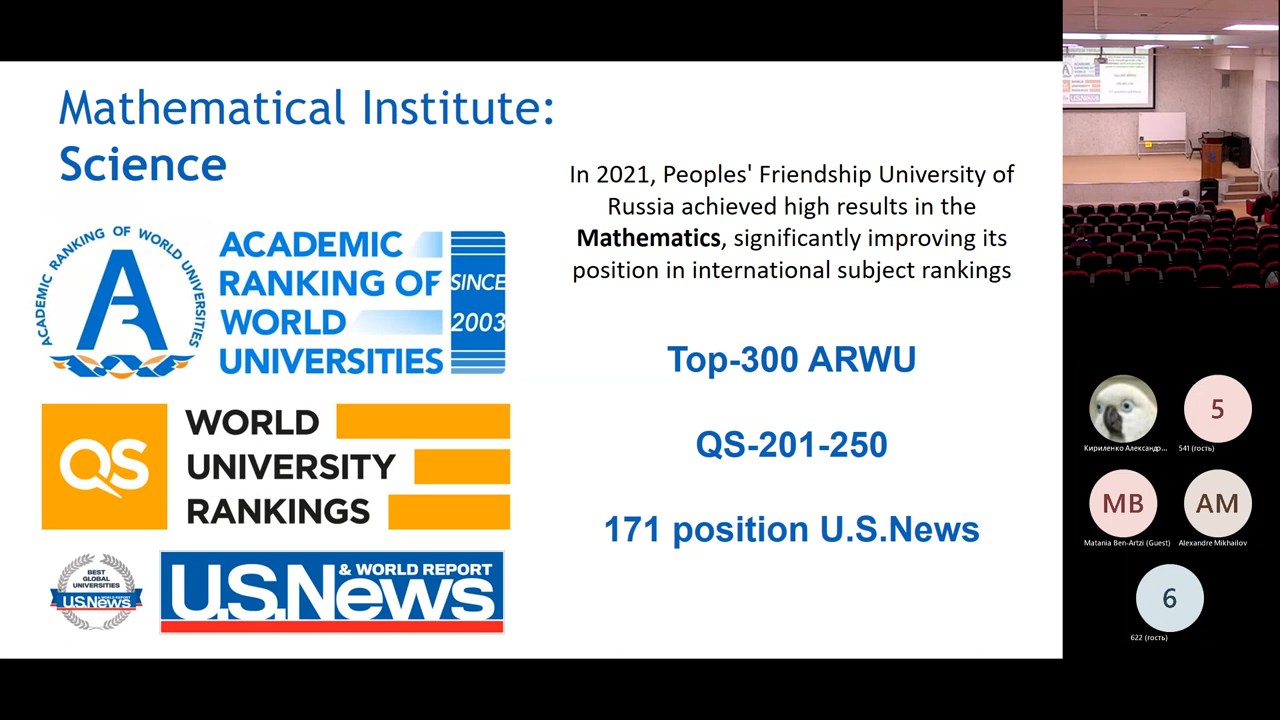 Mathematical Institute:
Science
ACADEMIC RANKING OF WORLD UNIVERSITIES
ACADEMIC
RANKING OF
WORLD
UNIVERSITIES
SINCE
2003
QS
WORLD
UNIVERSITY
RANKINGS
BEST
GLOBAL
UNIVERSITIES
U.S.News
U.S.News
& WORLD REPORT
In 2021, Peoples' Friendship University of
Russia achieved high results in the
Mathematics, significantly improving its
position in international subject rankings
Top-300 ARWU
QS-201-250
171 position U.S.News
Кириленко Александр...
5
541 (гость)
MB
Matania Ben-Artzi (Guest)
AM
Alexandre Mikhailov
6
622 (гость)